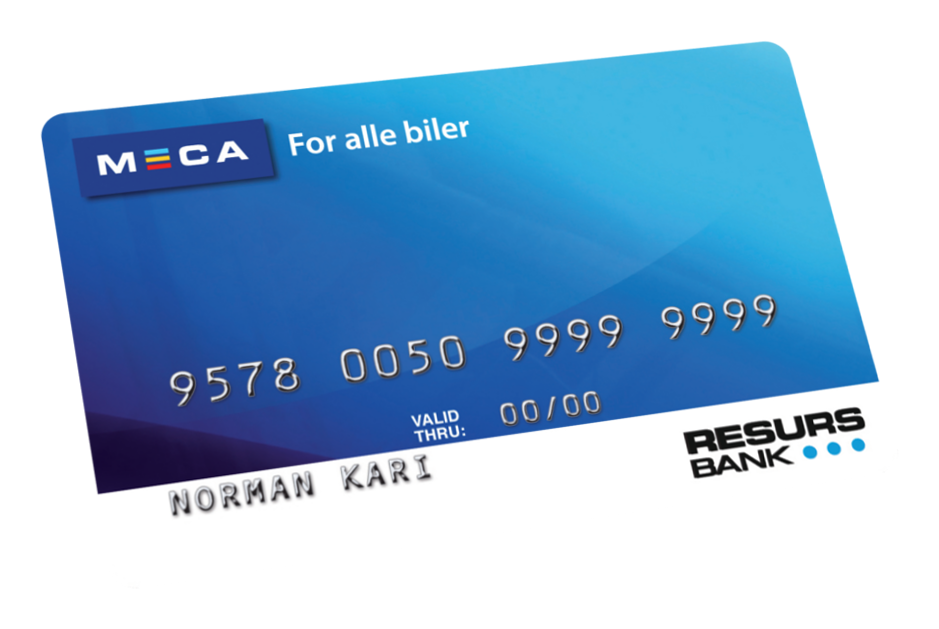 MECA
For alle biler
9578 0050 9999 9999
VALID
THRU:
00/00
NORMAN KARI
RESURS
BANK